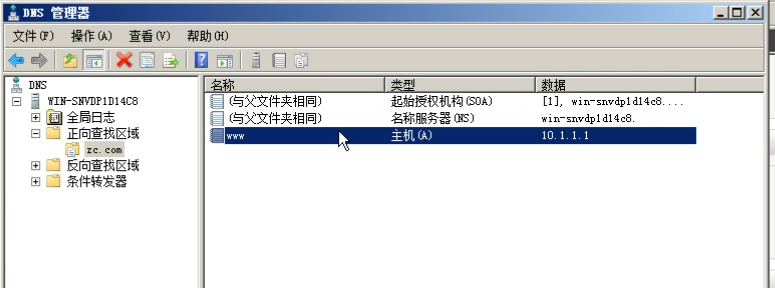 DNS 管理器
文件(F) 操作(A) 查看(V) 帮助(H)
DNS
WIN-SNVDP1D14C8
全局日志
正向查找区域
zc.com
反向查找区域
条件转发器
名称 类型 数据
(与父文件夹相同) 起始授权机构(SOA) [1], win-snvdp1d14c8....
(与父文件夹相同) 名称服务器(NS) win-snvdp1d14c8.
www 主机(A) 10.1.1.1